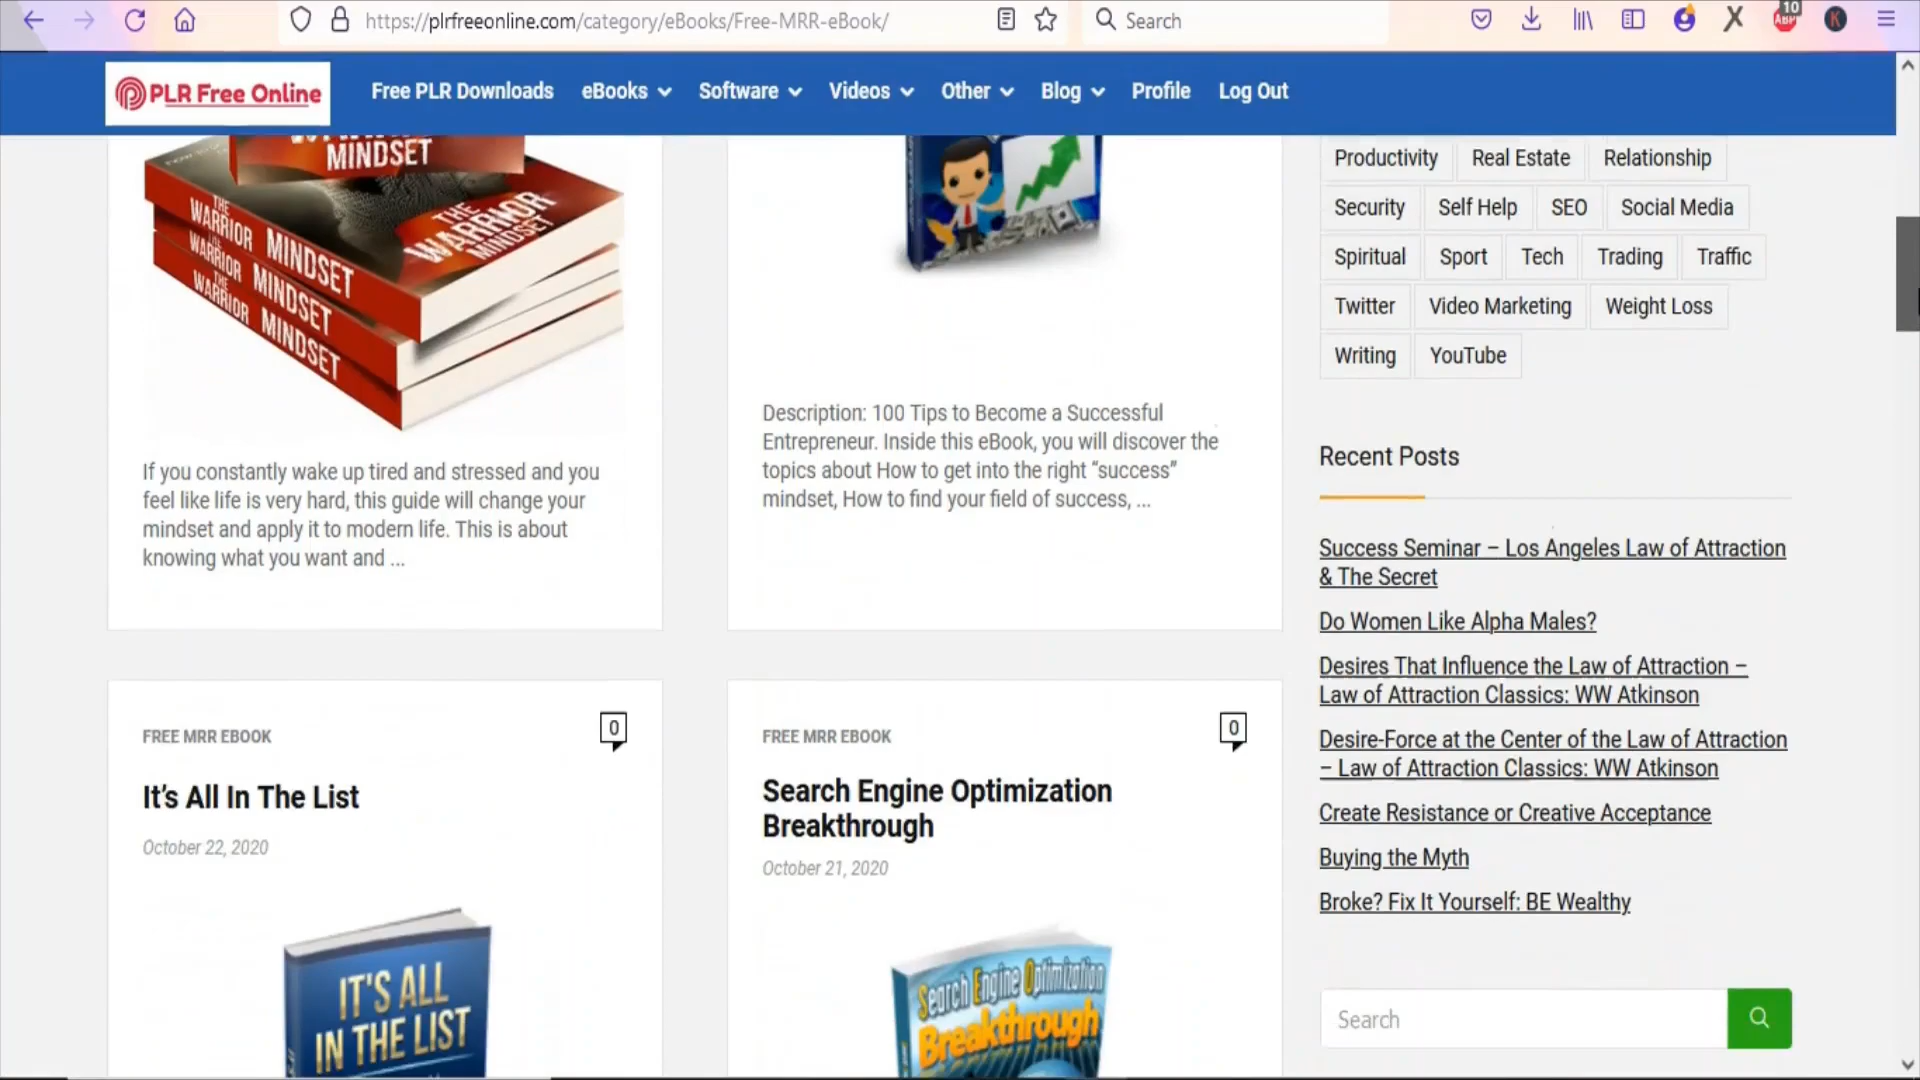 https://plrfreeonline.com/category/eBooks/Free-MRR-eBook/
Search
10
ABP
K
PLR Free Online
Free PLR Downloads
eBooks
Software
Videos
Other
Blog
Profile
Log Out
MINDSET
THE WARRIOR MINDSET
THE WARRIOR MINDSET
THE WARRIOR MINDSET
THE WARRIOR MINDSET
If you constantly wake up tired and stressed and you
feel like life is very hard, this guide will change your
mindset and apply it to modern life. This is about
knowing what you want and ...
Description: 100 Tips to Become a Successful
Entrepreneur. Inside this eBook, you will discover the
topics about How to get into the right “success”
mindset, How to find your field of success, ...
Productivity Real Estate Relationship
Security Self Help SEO Social Media
Spiritual Sport Tech Trading Traffic
Twitter Video Marketing Weight Loss
Writing YouTube
Recent Posts
Success Seminar – Los Angeles Law of Attraction
& The Secret
Do Women Like Alpha Males?
Desires That Influence the Law of Attraction –
Law of Attraction Classics: WW Atkinson
Desire-Force at the Center of the Law of Attraction
– Law of Attraction Classics: WW Atkinson
Create Resistance or Creative Acceptance
Buying the Myth
Broke? Fix It Yourself: BE Wealthy
Search
FREE MRR EBOOK
0
It’s All In The List
October 22, 2020
IT'S ALL
IN THE LIST
FREE MRR EBOOK
0
Search Engine Optimization
Breakthrough
October 21, 2020
Search Engine Optimization
Breakthrough